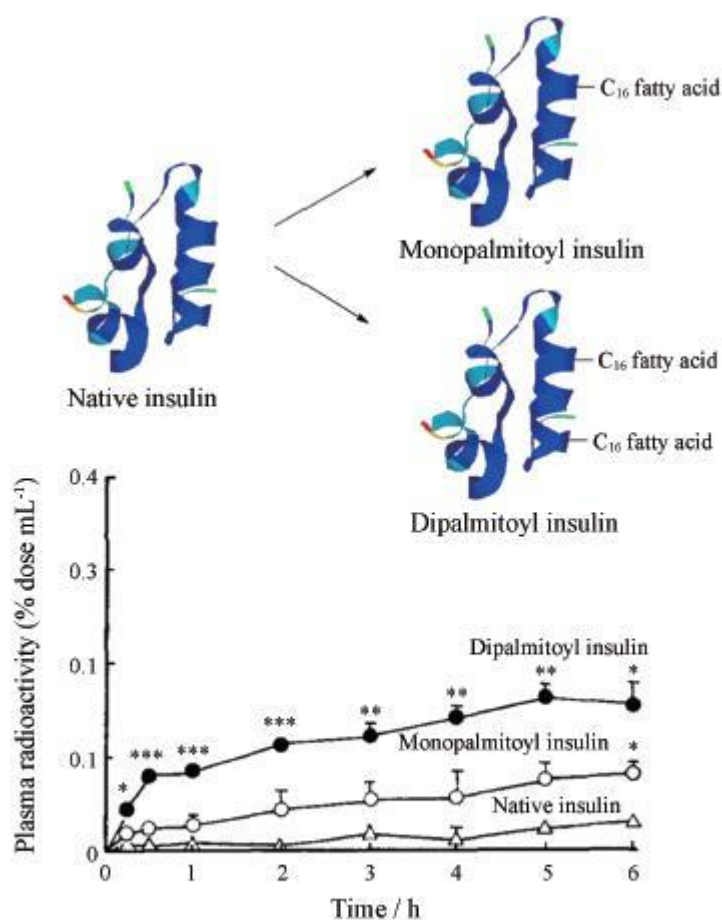 C₁₆ fatty acid
Monopalmitoyl insulin
Native insulin
C₁₆ fatty acid
C₁₆ fatty acid
Dipalmitoyl insulin
Plasma radioactivity (% dose mL⁻¹)
0.4
0.3
0.1
0.1
0
Dipalmitoyl insulin
* *** *** *** ** ** ** *
Monopalmitoyl insulin
*
Native insulin
0 1 2 3 4 5 6
Time / h